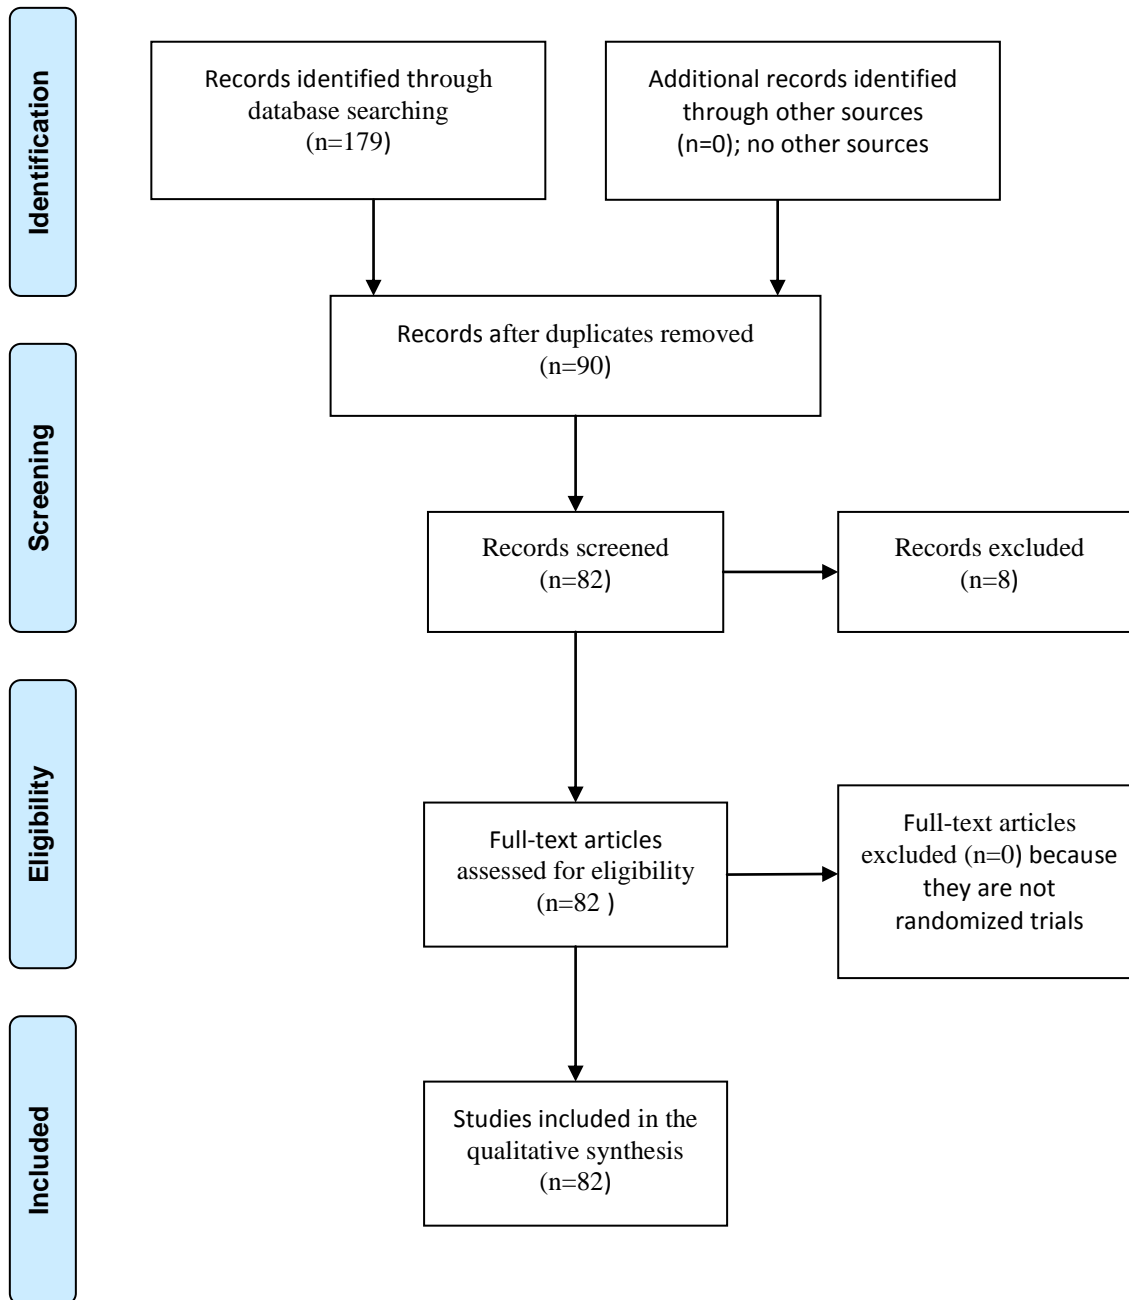 Identification
Records identified through
database searching
(n=179)
Additional records identified
through other sources
(n=0); no other sources
Records after duplicates removed
(n=90)
Screening
Records screened
(n=82)
Records excluded
(n=8)
Eligibility
Full-text articles
assessed for eligibility
(n=82 )
Full-text articles
excluded (n=0) because
they are not
randomized trials
Included
Studies included in the
qualitative synthesis
(n=82)